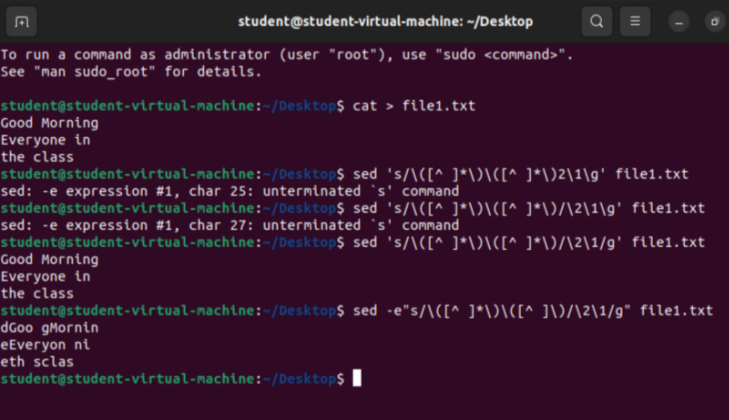 student@student-virtual-machine: ~/Desktop
To run a command as administrator (user "root"), use "sudo <command>".
See "man sudo_root" for details.
student@student-virtual-machine:~/Desktop$ cat > file1.txt
Good Morning
Everyone in
the class
student@student-virtual-machine:~/Desktop$ sed 's/\([^ ]*\)\([^ ]*\)2\1\g' file1.txt
sed: -e expression #1, char 25: unterminated `s' command
student@student-virtual-machine:~/Desktop$ sed 's/\([^ ]*\)\([^ ]*\)/\2\1\g' file1.txt
sed: -e expression #1, char 27: unterminated `s' command
student@student-virtual-machine:~/Desktop$ sed 's/\([^ ]*\)\([^ ]*\)/\2\1/g' file1.txt
Good Morning
Everyone in
the class
student@student-virtual-machine:~/Desktop$ sed -e"s/\([^ ]*\)\([^ ]\)/\2\1/g" file1.txt
dGoo gMornin
eEveryon ni
eth sclas
student@student-virtual-machine:~/Desktop$